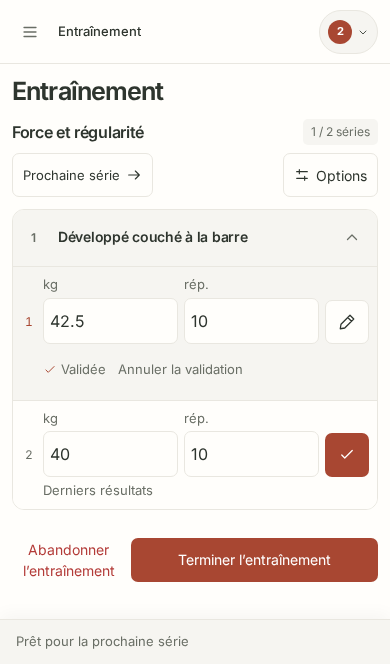 Entraînement
2
Entraînement
Force et régularité
1 / 2 séries
Prochaine série
Options
1
Développé couché à la barre
kg
rép.
1
42.5
10
Validée
Annuler la validation
kg
rép.
2
40
10
Derniers résultats
Abandonner
l’entraînement
Terminer l’entraînement
Prêt pour la prochaine série